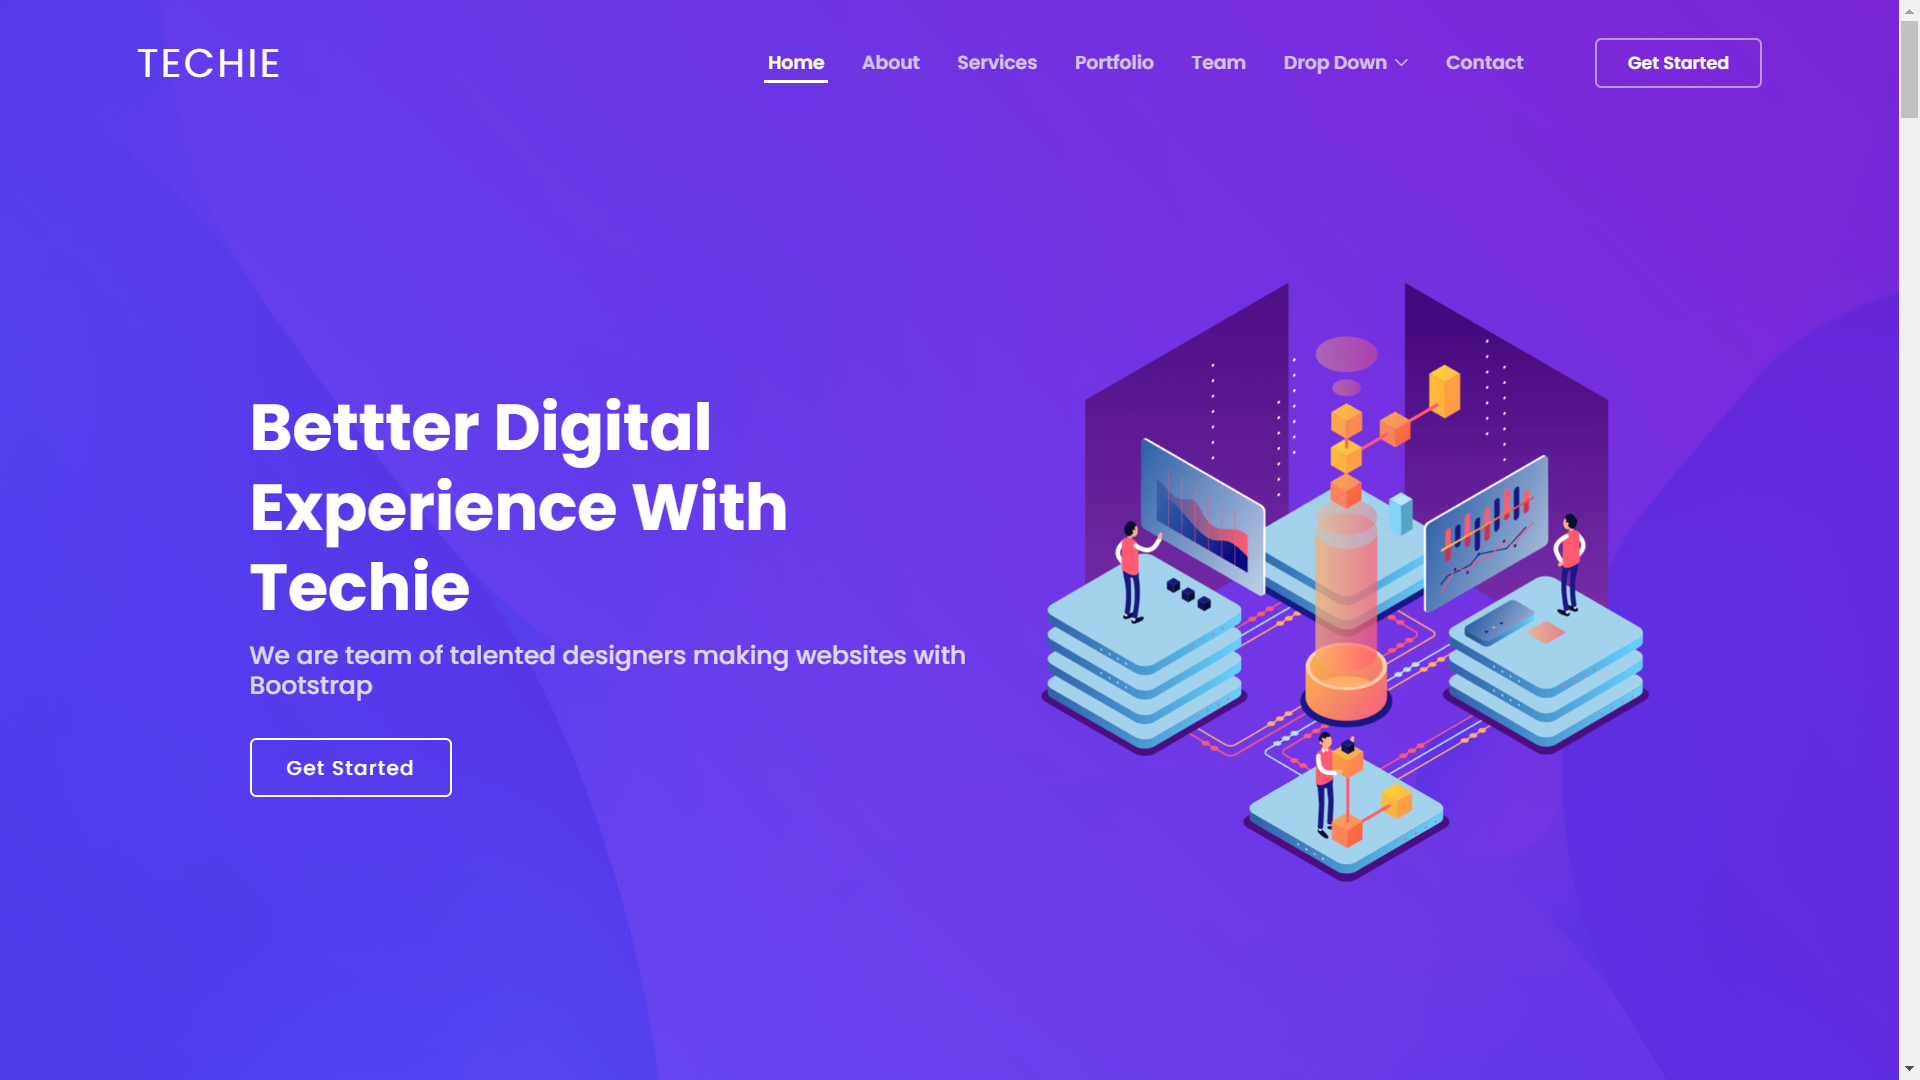 TECHIE
Home About Services Portfolio Team Drop Down Contact Get Started
Bettter Digital
Experience With
Techie
We are team of talented designers making websites with
Bootstrap
Get Started